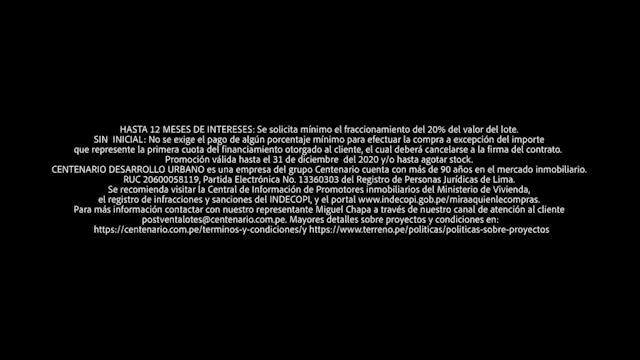 HASTA 12 MESES DE INTERESES: Se solicita mínimo el fraccionamiento del 20% del valor del lote.
SIN INICIAL: No se exige el pago de algún porcentaje mínimo para efectuar la compra a excepción del importe
que represente la primera cuota del financiamiento otorgado al cliente, el cual deberá cancelarse a la firma del contrato.
Promoción válida hasta el 31 de diciembre del 2020 y/o hasta agotar stock.
CENTENARIO DESARROLLO URBANO es una empresa del grupo Centenario cuenta con más de 90 años en el mercado inmobiliario.
RUC 20600058119, Partida Electrónica No. 13360303 del Registro de Personas Jurídicas de Lima.
Se recomienda visitar la Central de Información de Promotores inmobiliarios del Ministerio de Vivienda,
el registro de infracciones y sanciones del INDECOPI, y el portal www.indecopi.gob.pe/miraaquienlecompras.
Para más información contactar con nuestro representante Miguel Chapa a través de nuestro canal de atención al cliente
postventalotes@centenario.com.pe. Mayores detalles sobre proyectos y condiciones en:
https://centenario.com.pe/terminos-y-condiciones/y https://www.terreno.pe/politicas/politicas-sobre-proyectos